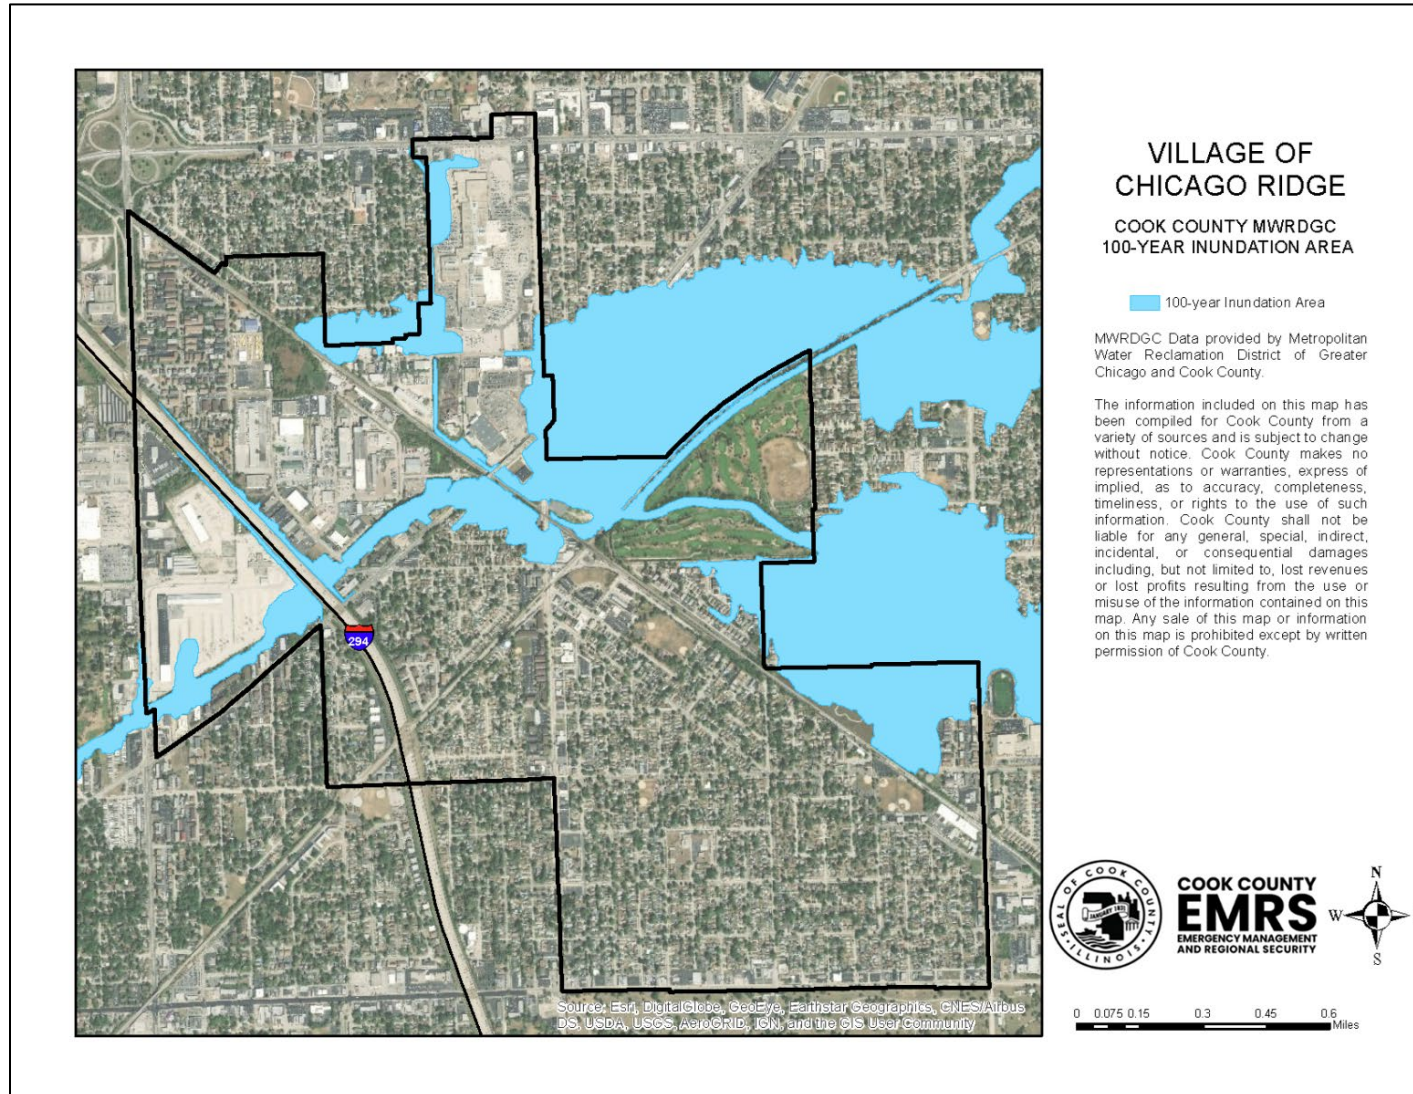 VILLAGE OF
CHICAGO RIDGE
COOK COUNTY MWRDGC
100-YEAR INUNDATION AREA
100-year Inundation Area
MWRDGC Data provided by Metropolitan
Water Reclamation District of Greater
Chicago and Cook County.
The information included on this map has
been compiled for Cook County from a
variety of sources and is subject to change
without notice. Cook County makes no
representations or warranties, express of
implied, as to accuracy, completeness,
timeliness, or rights to the use of such
information. Cook County shall not be
liable for any general, special, indirect,
incidental, or consequential damages
including, but not limited to, lost revenues
or lost profits resulting from the use or
misuse of the information contained on this
map. Any sale of this map or information
on this map is prohibited except by written
permission of Cook County.
294
SEAL OF COOK COUNTY
JANUARY 1831
ILLINOIS
COOK COUNTY
EMRS
EMERGENCY MANAGEMENT
AND REGIONAL SECURITY
N
W
S
0 0.075 0.15 0.3 0.45 0.6
Miles
Source: Esri, DigitalGlobe, GeoEye, Earthstar Geographics, CNES/Airbus
DS, USDA, USGS, AeroGRID, IGN, and the GIS User Community